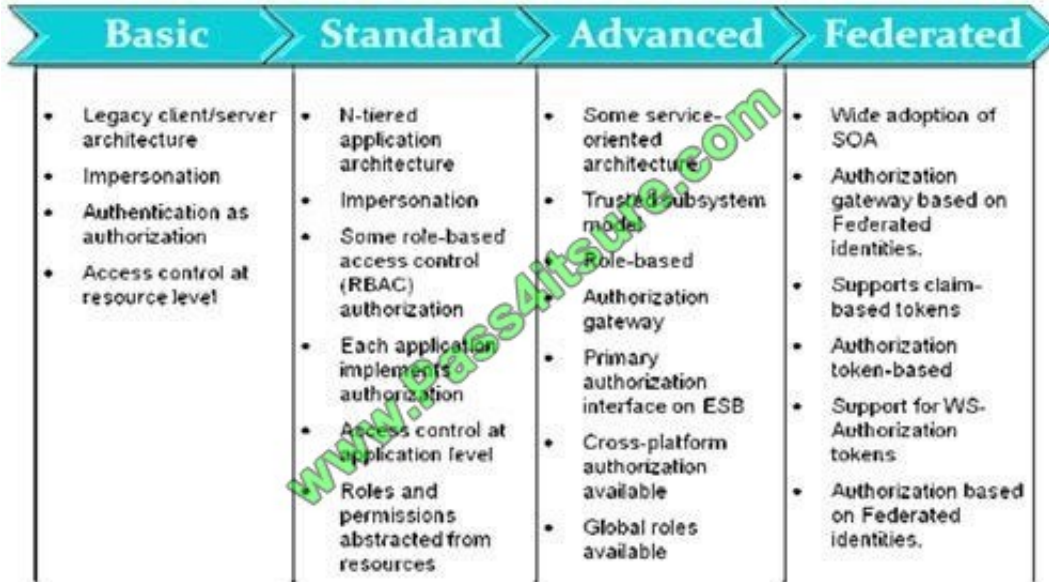 Basic
Standard
Advanced
Federated
• Legacy client/server
architecture
• Impersonation
• Authentication as
authorization
• Access control at
resource level
• N-tiered
application
architecture
• Impersonation
• Some role-based
access control
(RBAC)
authorization
• Each application
implements
authorization
• Access control at
application level
• Roles and
permissions
abstracted from
resources
• Some service-
oriented
architecture
• Trusted subsystem
model
• Role-based
• Authorization
gateway
• Primary
authorization
interface on ESB
• Cross-platform
authorization
available
• Global roles
available
• Wide adoption of
SOA
• Authorization
gateway based on
Federated
identities.
• Supports claim-
based tokens
• Authorization
token-based
• Support for WS-
Authorization
tokens
• Authorization based
on Federated
identities.
www.Pass4itsure.com